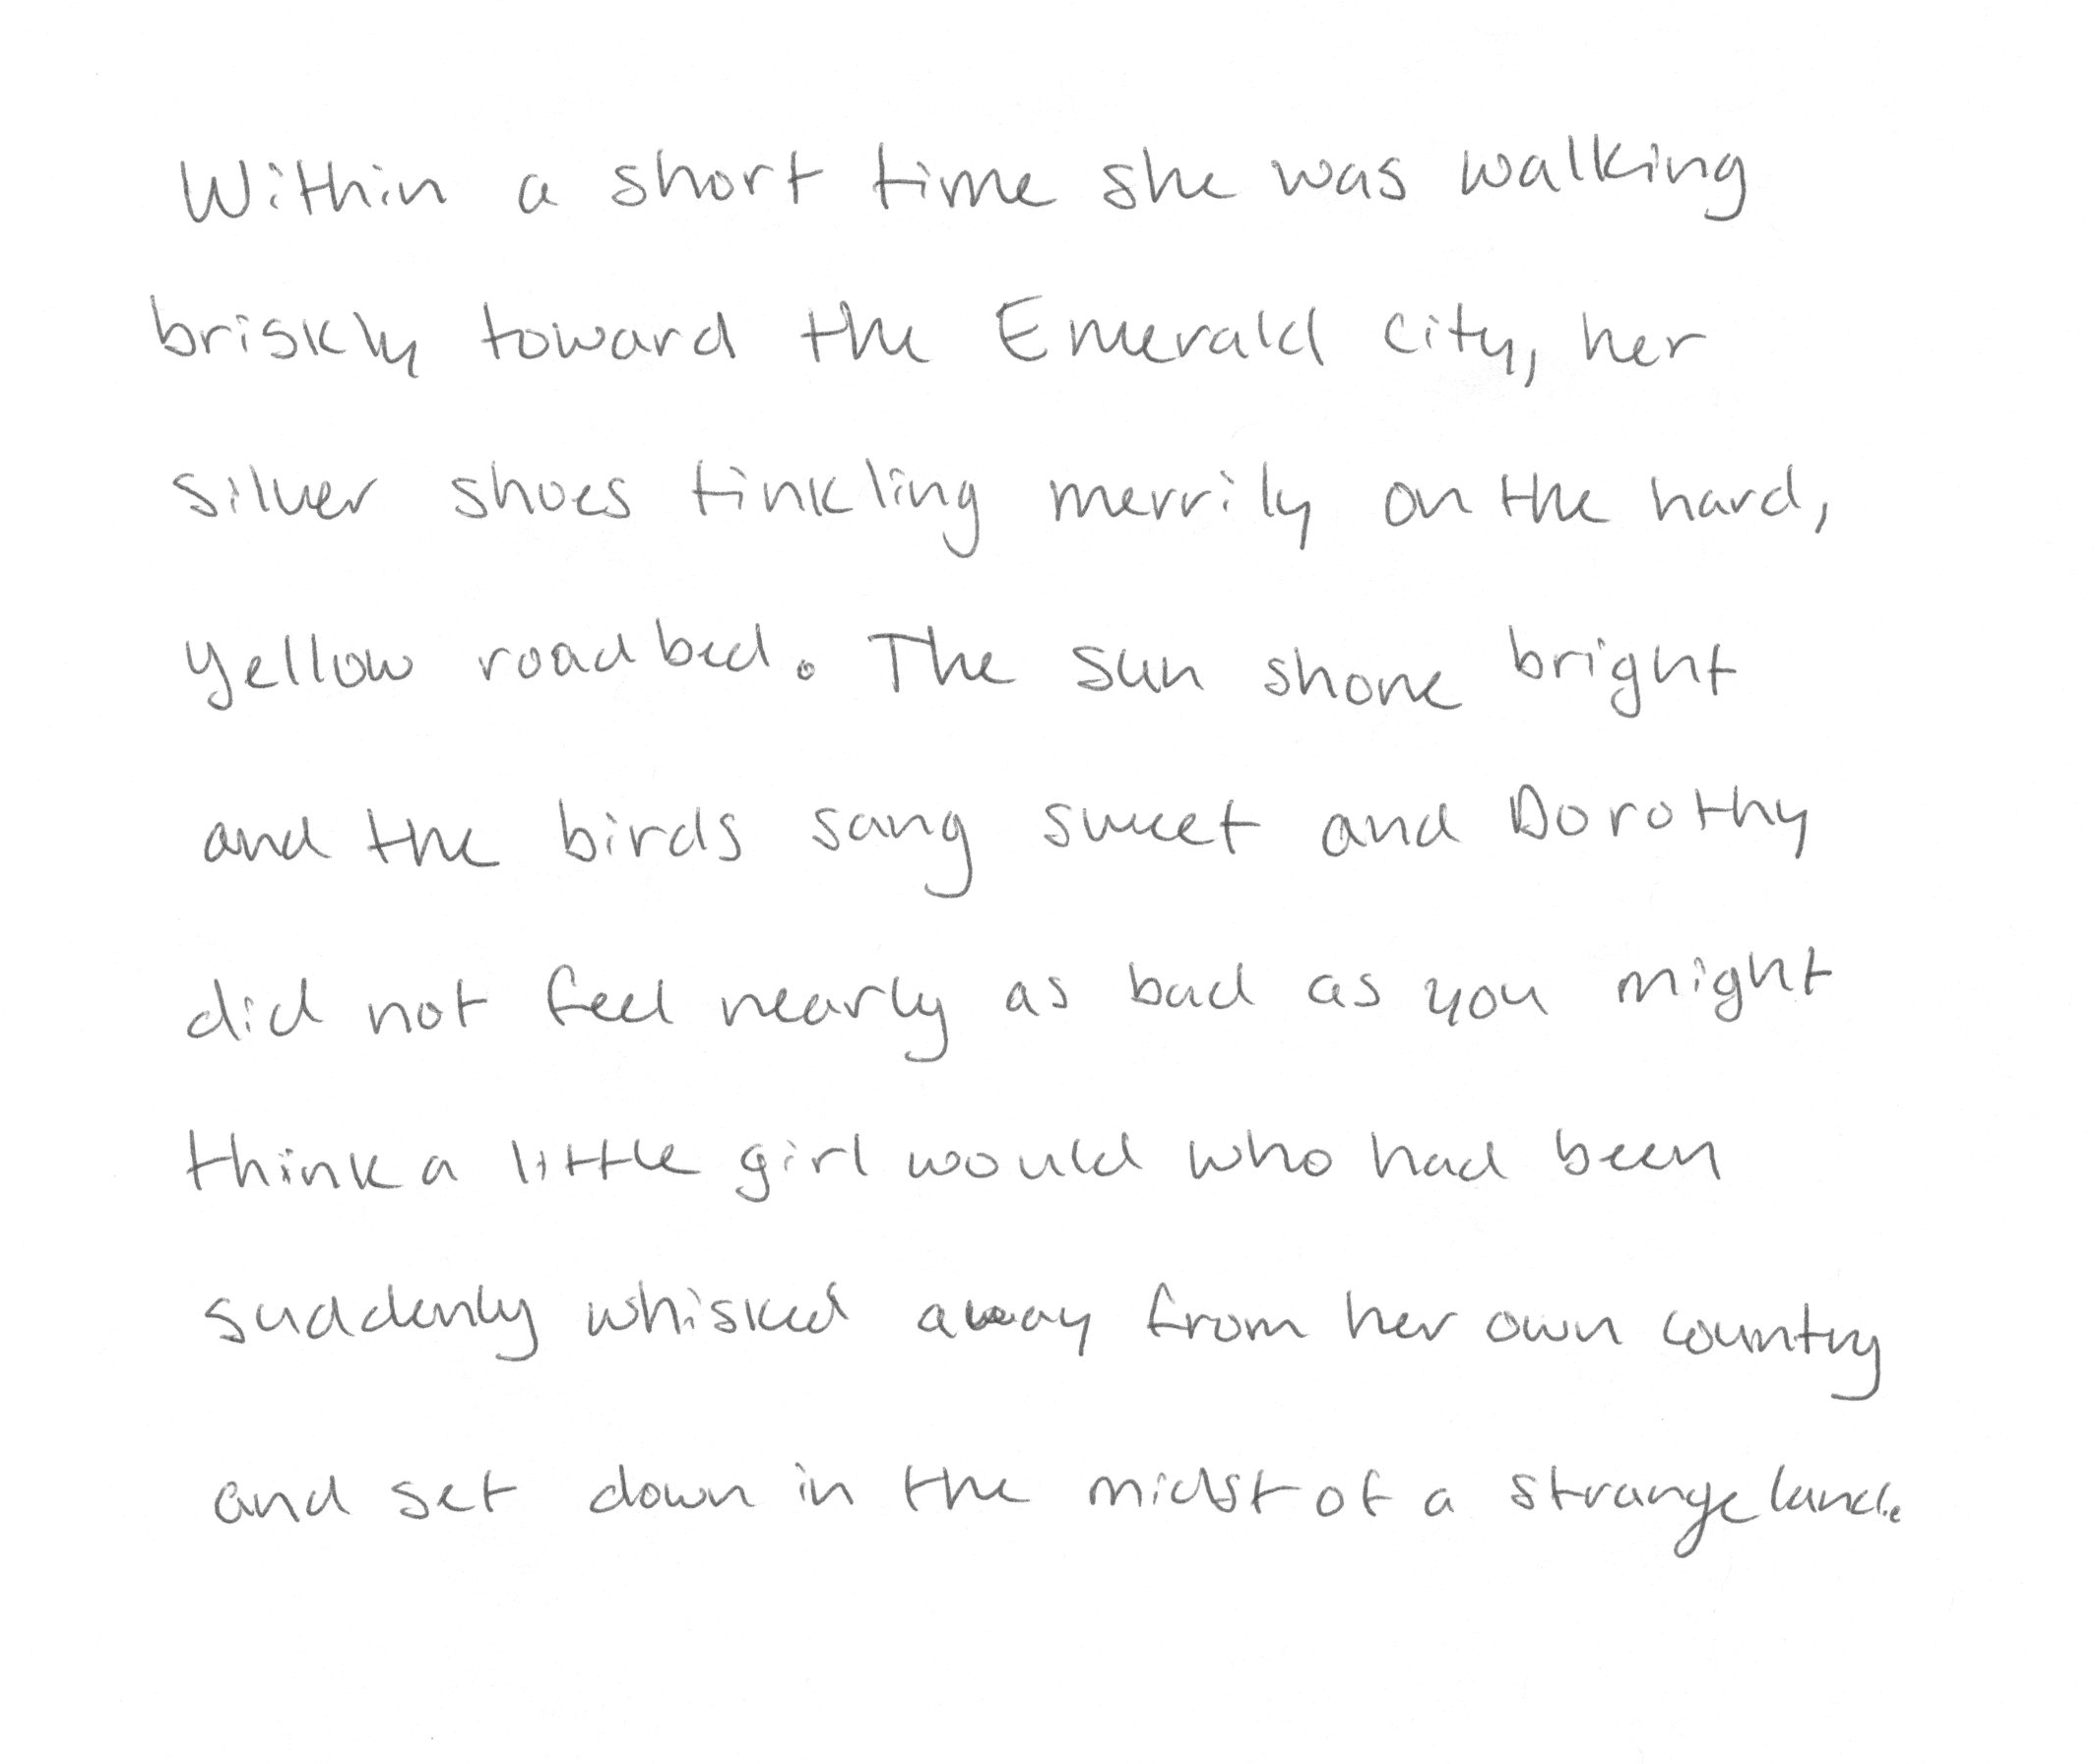 Within a short time she was walking
briskly toward the Emerald City, her
silver shoes tinkling merrily on the hard,
yellow roadbed. The sun shone bright
and the birds sang sweet and Dorothy
did not feel nearly as bad as you might
think a little girl would who had been
suddenly whisked away from her own country
and set down in the midst of a strange land.